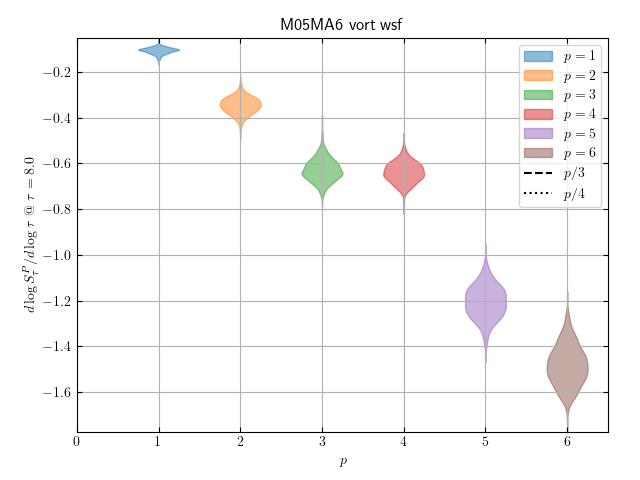 M05MA6 vort wsf
d log S_τ^P / d log τ @ τ = 8.0
−0.2
−0.4
−0.6
−0.8
−1.0
−1.2
−1.4
−1.6
0 1 2 3 4 5 6
p
p = 1
p = 2
p = 3
p = 4
p = 5
p = 6
p/3
p/4